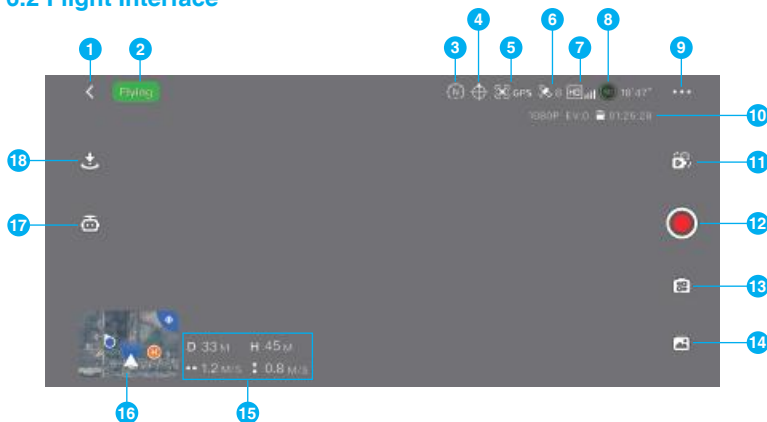 6.2 Flight Interface
4 6 8
1 2 3 5 7 9
Flying
N GPS HD 18'47"
1080P EV:0 01:26:28 10
18 11
17 12
13
D 33 M H 45 M
14
1.2 M/S 0.8 M/S
H
16 15